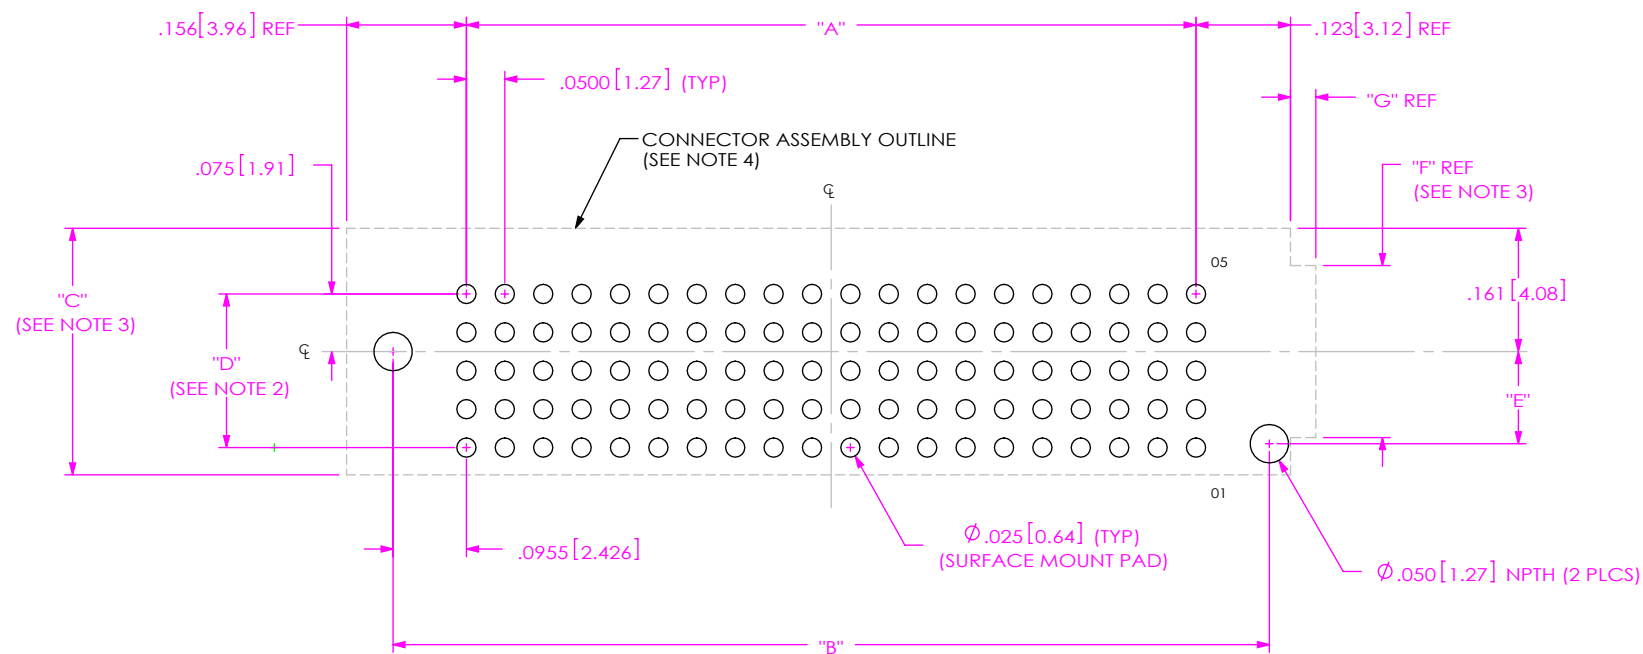 .156[3.96] REF
"A"
.123[3.12] REF
.0500[1.27] (TYP)
"G" REF
CONNECTOR ASSEMBLY OUTLINE
(SEE NOTE 4)
.075[1.91]
"F" REF
(SEE NOTE 3)
℄
05
"C"
(SEE NOTE 3)
.161[4.08]
℄
"D"
(SEE NOTE 2)
"E"
01
.0955[2.426]
Ø.025[0.64] (TYP)
(SURFACE MOUNT PAD)
Ø.050[1.27] NPTH (2 PLCS)
"B"